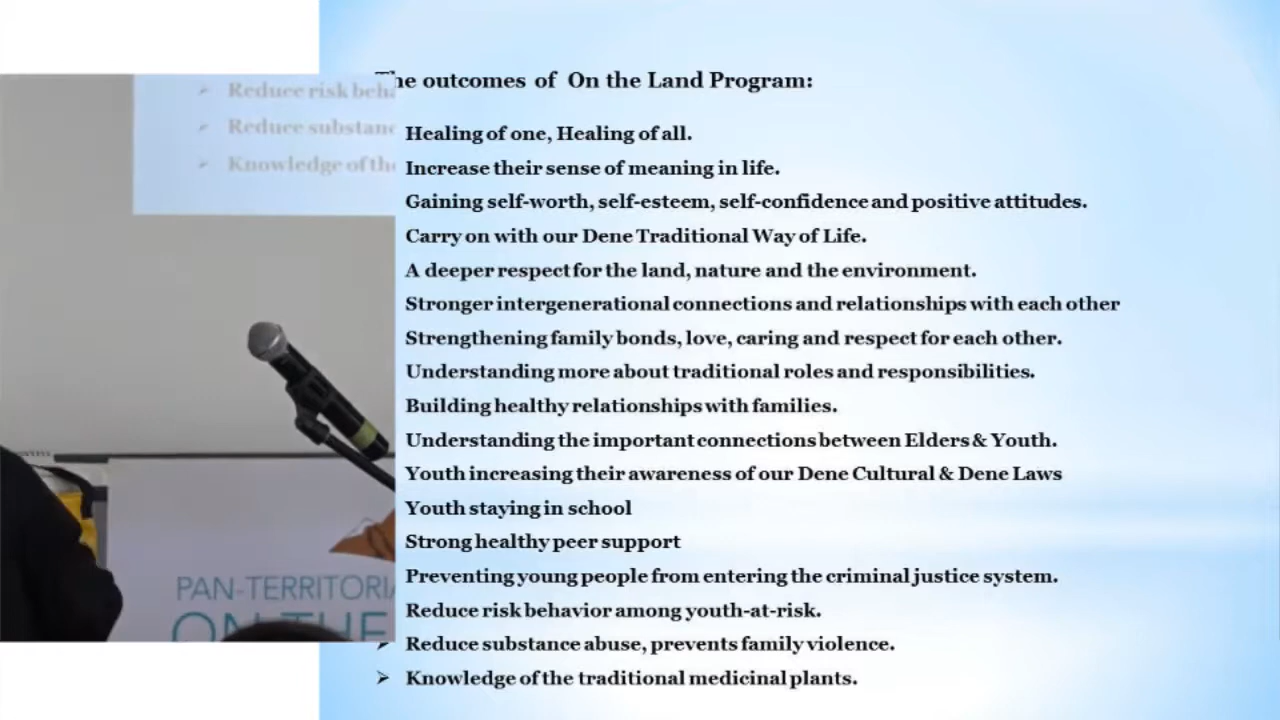 The outcomes of On the Land Program:
Healing of one, Healing of all.
Increase their sense of meaning in life.
Gaining self-worth, self-esteem, self-confidence and positive attitudes.
Carry on with our Dene Traditional Way of Life.
A deeper respect for the land, nature and the environment.
Stronger intergenerational connections and relationships with each other
Strengthening family bonds, love, caring and respect for each other.
Understanding more about traditional roles and responsibilities.
Building healthy relationships with families.
Understanding the important connections between Elders & Youth.
Youth increasing their awareness of our Dene Cultural & Dene Laws
Youth staying in school
Strong healthy peer support
Preventing young people from entering the criminal justice system.
Reduce risk behavior among youth-at-risk.
➢ Reduce substance abuse, prevents family violence.
➢ Knowledge of the traditional medicinal plants.
➢ Reduce risk beha
➢ Reduce substanc
➢ Knowledge of the
PAN-TERRITORIA
ON THE